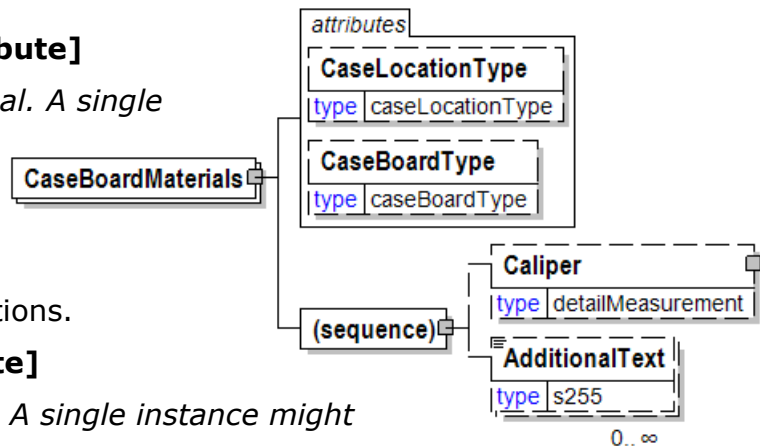 bute]
al. A single
tions.
te]
A single instance might
attributes
CaseLocationType
type caseLocationType
CaseBoardType
type caseBoardType
CaseBoardMaterials
(sequence)
Caliper
type detailMeasurement
AdditionalText
type s255
0..∞